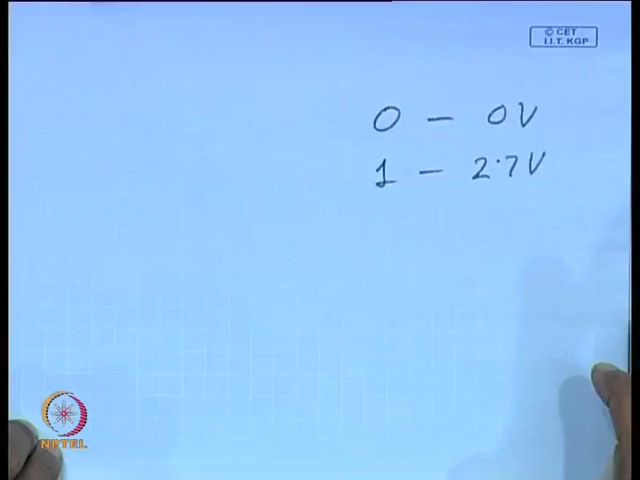 © CET
I.I.T. KGP
0 – 0V
1 – 2.7V
NPTEL